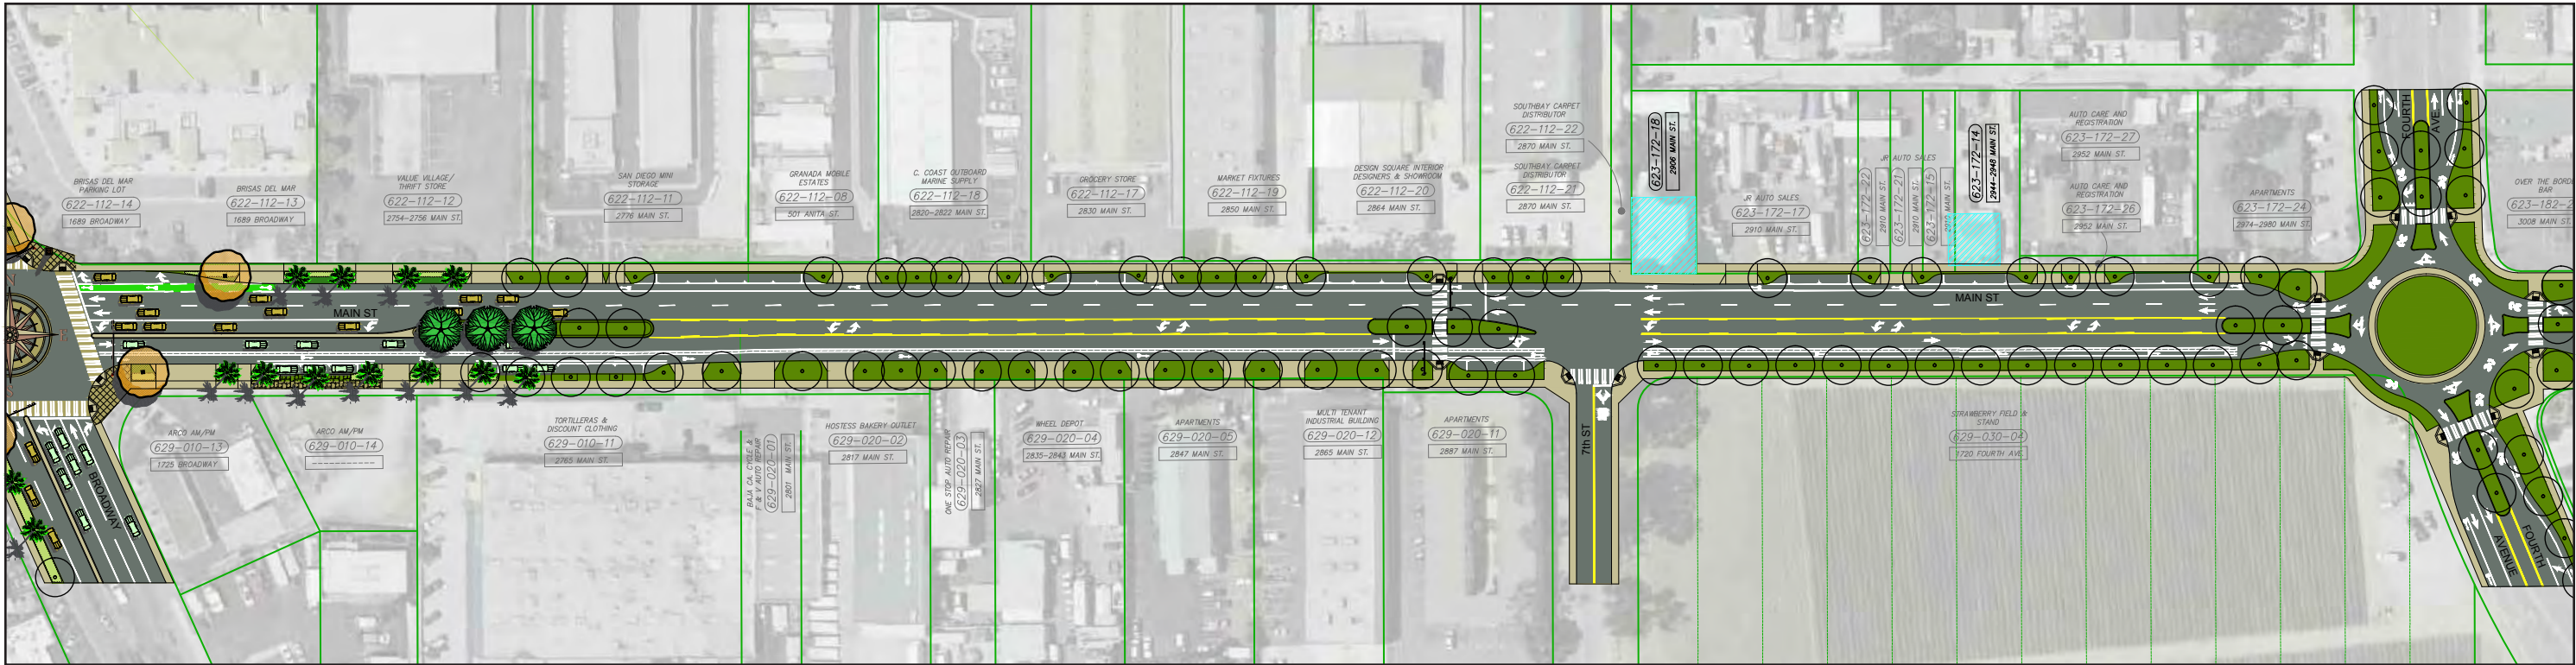 BRISAS DEL MAR
PARKING LOT
622-112-14
1689 BROADWAY
BRISAS DEL MAR
622-112-13
1689 BROADWAY
VALUE VILLAGE/
THRIFT STORE
622-112-12
2754-2756 MAIN ST.
SAN DIEGO MINI
STORAGE
622-112-11
2776 MAIN ST.
GRANADA MOBILE
ESTATES
622-112-08
501 ANITA ST.
C. COAST OUTBOARD
MARINE SUPPLY
622-112-18
2820-2822 MAIN ST.
GROCERY STORE
622-112-17
2830 MAIN ST.
MARKET FIXTURES
622-112-19
2850 MAIN ST.
DESIGN SQUARE INTERIOR
DESIGNERS & SHOWROOM
622-112-20
2864 MAIN ST.
SOUTHBAY CARPET
DISTRIBUTOR
622-112-22
2870 MAIN ST.
SOUTHBAY CARPET
DISTRIBUTOR
622-112-21
2870 MAIN ST.
623-172-18
2906 MAIN ST.
JR AUTO SALES
623-172-17
2910 MAIN ST.
JR AUTO SALES
623-172-22
2910 MAIN ST.
623-172-21
2910 MAIN ST.
623-172-15
2910 MAIN ST.
623-172-14
2944-2948 MAIN ST.
AUTO CARE AND
REGISTRATION
623-172-27
2952 MAIN ST.
AUTO CARE AND
REGISTRATION
623-172-26
2952 MAIN ST.
APARTMENTS
623-172-24
2974-2980 MAIN ST.
FOURTH
AVE
OVER THE BORDE
BAR
623-182-2
3008 MAIN ST.
MAIN ST
MAIN ST
E
BROADWAY
ARCO AM/PM
629-010-13
1725 BROADWAY
ARCO AM/PM
629-010-14
TORTILLERAS &
DISCOUNT CLOTHING
629-010-11
2765 MAIN ST.
BAJA CA. CYCLE &
F & V AUTO REPAIR
629-020-01
2801 MAIN ST.
HOSTESS BAKERY OUTLET
629-020-02
2817 MAIN ST.
ONE STOP AUTO REPAIR
629-020-03
2827 MAIN ST.
WHEEL DEPOT
629-020-04
2835-2843 MAIN ST.
APARTMENTS
629-020-05
2847 MAIN ST.
MULTI TENANT
INDUSTRIAL BUILDING
629-020-12
2865 MAIN ST.
APARTMENTS
629-020-11
2887 MAIN ST.
7th ST
STRAWBERRY FIELD &
STAND
629-030-04
1720 FOURTH AVE.
FOURTH
AVENUE